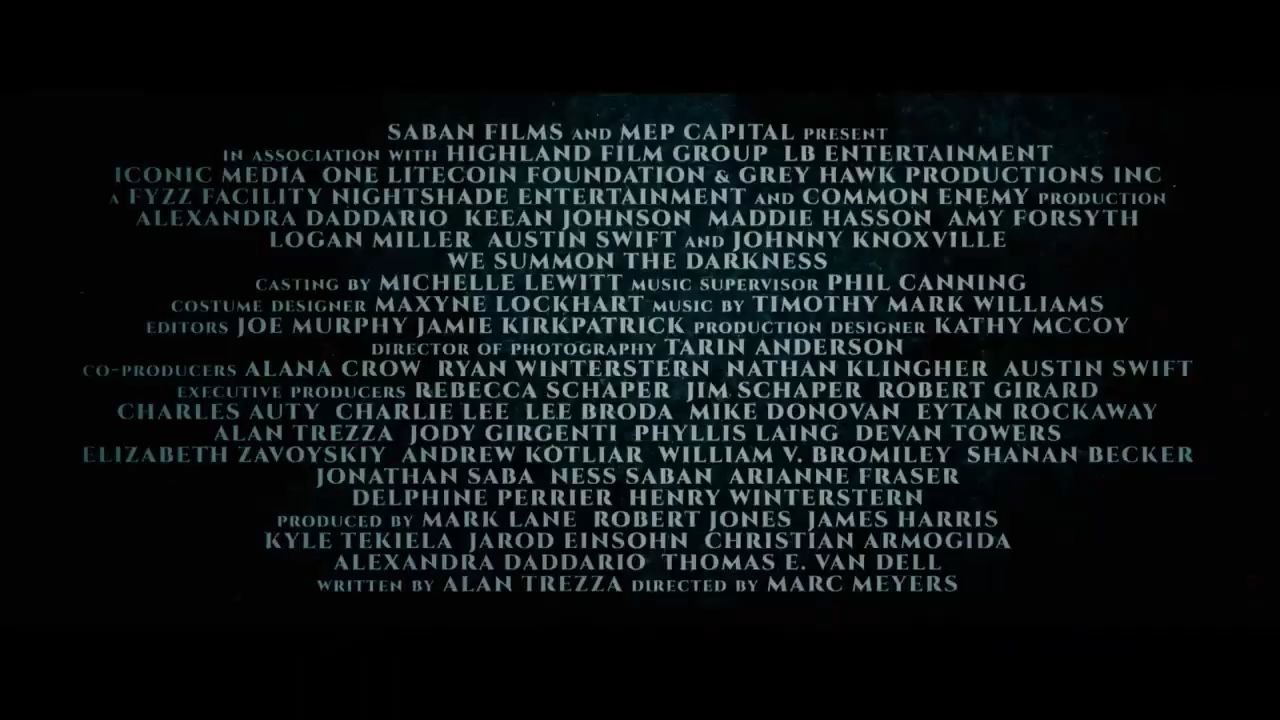 SABAN FILMS AND MEP CAPITAL PRESENT
IN ASSOCIATION WITH HIGHLAND FILM GROUP LB ENTERTAINMENT
ICONIC MEDIA ONE LITECOIN FOUNDATION & GREY HAWK PRODUCTIONS INC
A FYZZ FACILITY NIGHTSHADE ENTERTAINMENT AND COMMON ENEMY PRODUCTION
ALEXANDRA DADDARIO KEEAN JOHNSON MADDIE HASSON AMY FORSYTH
LOGAN MILLER AUSTIN SWIFT AND JOHNNY KNOXVILLE
WE SUMMON THE DARKNESS
CASTING BY MICHELLE LEWITT MUSIC SUPERVISOR PHIL CANNING
COSTUME DESIGNER MAXYNE LOCKHART MUSIC BY TIMOTHY MARK WILLIAMS
EDITORS JOE MURPHY JAMIE KIRKPATRICK PRODUCTION DESIGNER KATHY MCCOY
DIRECTOR OF PHOTOGRAPHY TARIN ANDERSON
CO-PRODUCERS ALANA CROW RYAN WINTERSTERN NATHAN KLINGHER AUSTIN SWIFT
EXECUTIVE PRODUCERS REBECCA SCHAPER JIM SCHAPER ROBERT GIRARD
CHARLES AUTY CHARLIE LEE LEE BRODA MIKE DONOVAN EYTAN ROCKAWAY
ALAN TREZZA JODY GIRGENTI PHYLLIS LAING DEVAN TOWERS
ELIZABETH ZAVOYSKIY ANDREW KOTLIAR WILLIAM V. BROMILEY SHANAN BECKER
JONATHAN SABA NESS SABAN ARIANNE FRASER
DELPHINE PERRIER HENRY WINTERSTERN
PRODUCED BY MARK LANE ROBERT JONES JAMES HARRIS
KYLE TEKIELA JAROD EINSOHN CHRISTIAN ARMOGIDA
ALEXANDRA DADDARIO THOMAS E. VAN DELL
WRITTEN BY ALAN TREZZA DIRECTED BY MARC MEYERS